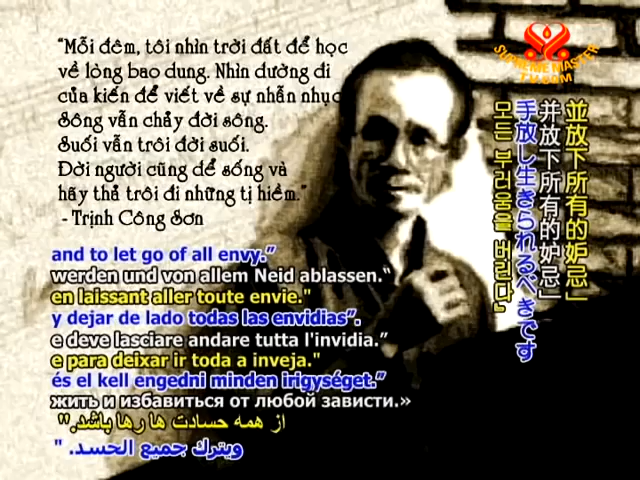 “Mỗi đêm, tôi nhìn trời đất để học
về lòng bao dung. Nhìn đường đi
của kiến để viết về sự nhẫn nhục.
Sông vẫn chảy đời sông.
Suối vẫn trôi đời suối.
Đời người cũng để sống và
hãy thả trôi đi những tị hiềm.”
- Trịnh Công Sơn
SUPREME MASTER
TV.COM
並放下所有的妒忌」
并放下所有的妒忌」
手放し生きられるべきです
모든 부러움을 버린다』
and to let go of all envy.”
werden und von allem Neid ablassen.“
en laissant aller toute envie."
y dejar de lado todas las envidias”.
e deve lasciare andare tutta l'invidia.”
e para deixar ir toda a inveja."
és el kell engedni minden irigységet.”
жить и избавиться от любой зависти.»
از همه حسادت ها رها باشد."
ويترك جميع الحسد. "